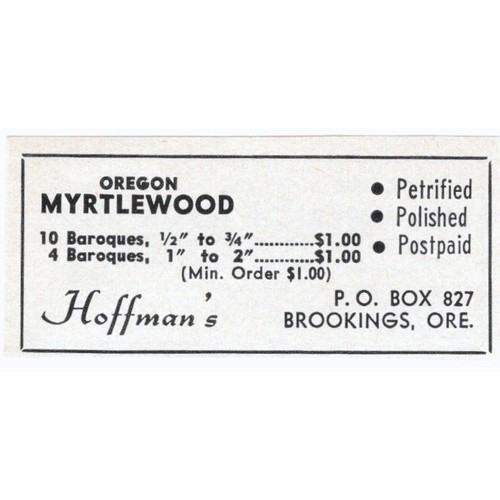 OREGON
MYRTLEWOOD
10 Baroques, ½" to ¾"............$1.00
4 Baroques, 1" to 2"............$1.00
(Min. Order $1.00)
• Petrified
• Polished
• Postpaid
Hoffman's
P. O. BOX 827
BROOKINGS, ORE.